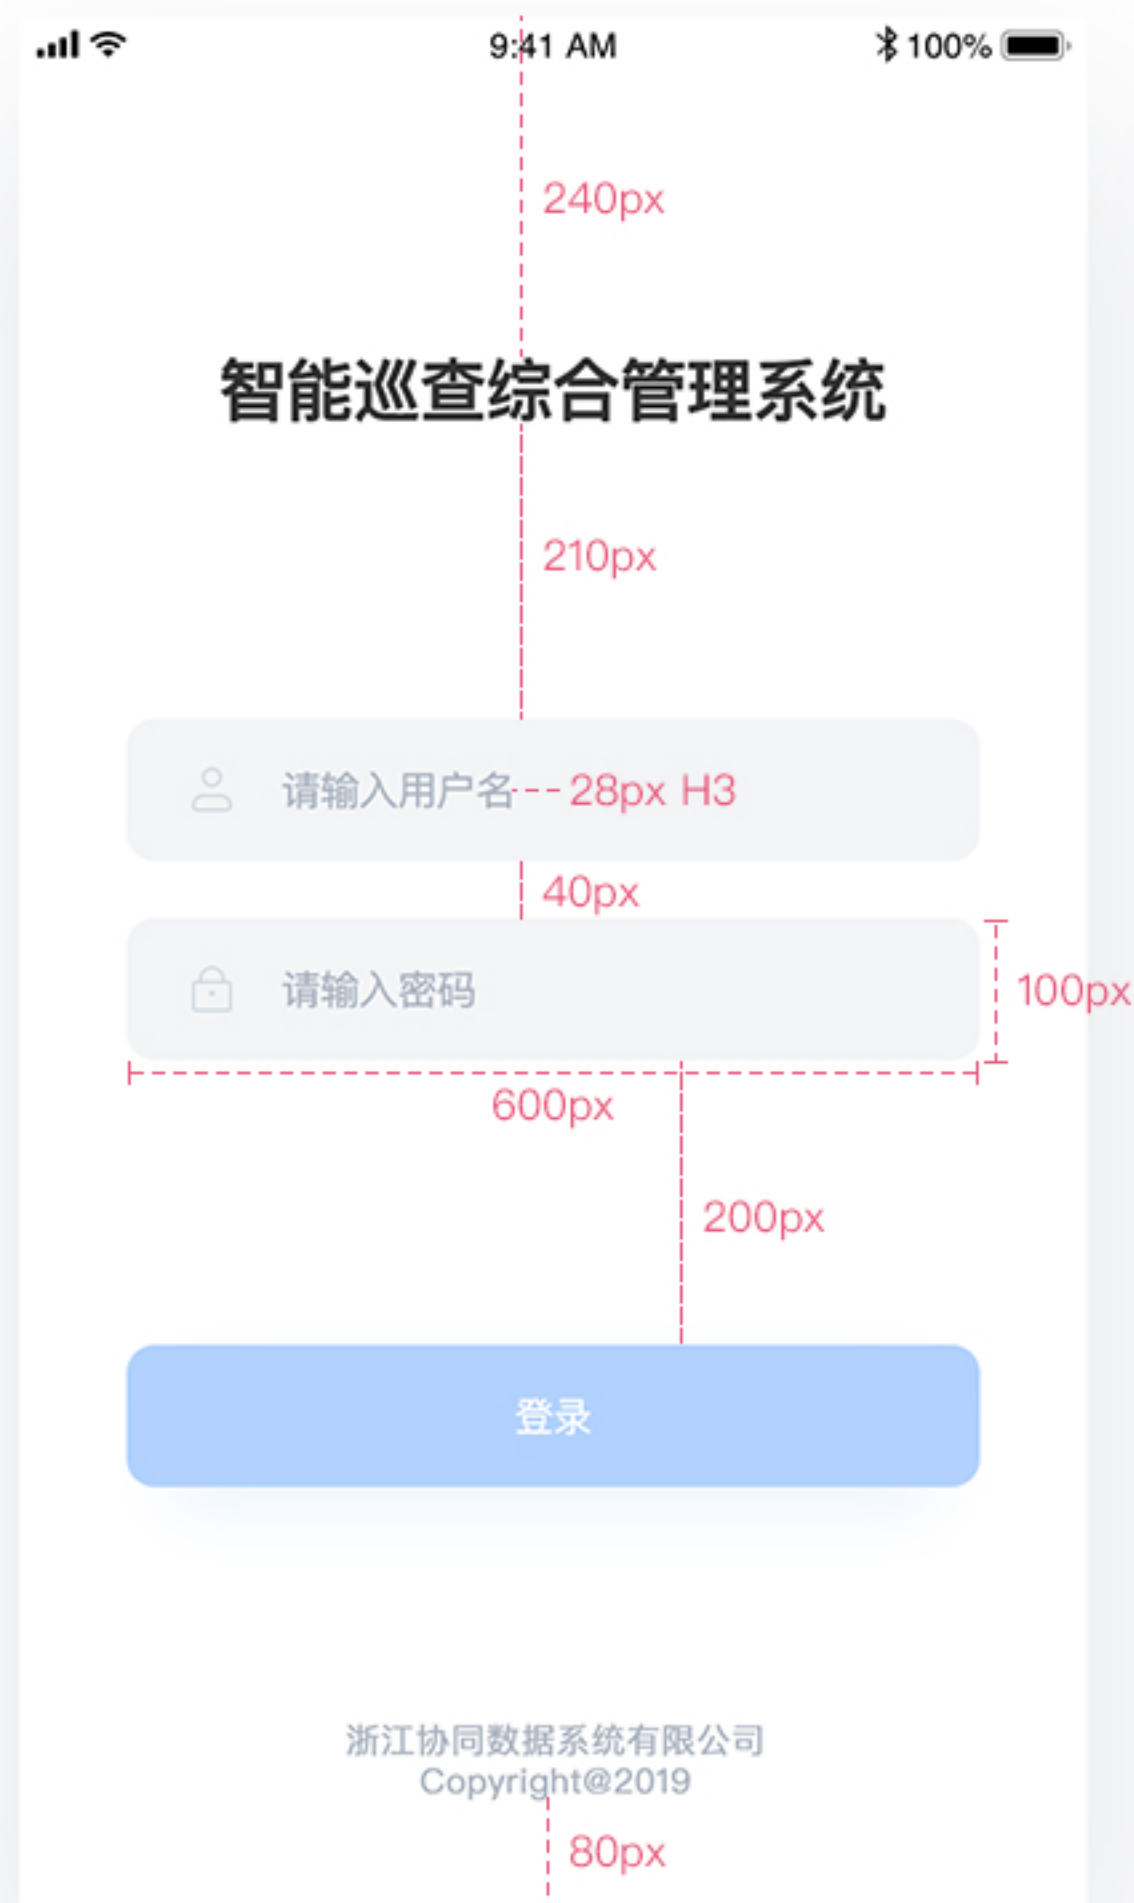 9:41 AM 100%
240px
智能巡查综合管理系统
210px
请输入用户名 28px H3
40px
请输入密码
100px
600px
200px
登录
浙江协同数据系统有限公司
Copyright@2019
80px